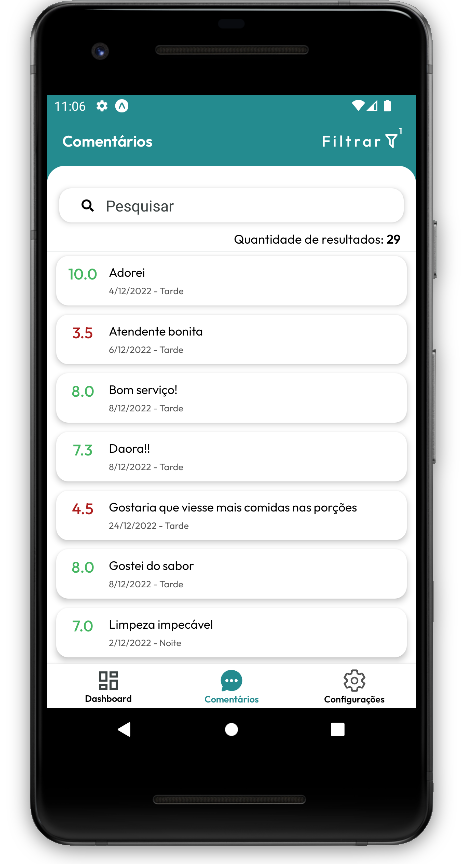 11:06
Comentários
Filtrar 1
Pesquisar
Quantidade de resultados: 29
10.0 Adorei
4/12/2022 - Tarde
3.5 Atendente bonita
6/12/2022 - Tarde
8.0 Bom serviço!
8/12/2022 - Tarde
7.3 Daora!!
8/12/2022 - Tarde
4.5 Gostaria que viesse mais comidas nas porções
24/12/2022 - Tarde
8.0 Gostei do sabor
8/12/2022 - Tarde
7.0 Limpeza impecável
2/12/2022 - Noite
Dashboard Comentários Configurações